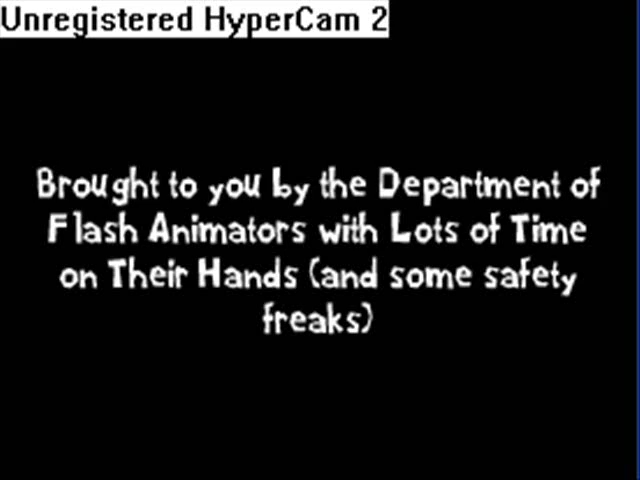 Unregistered HyperCam 2
Brought to you by the Department of
Flash Animators with Lots of Time
on Their Hands (and some safety
freaks)